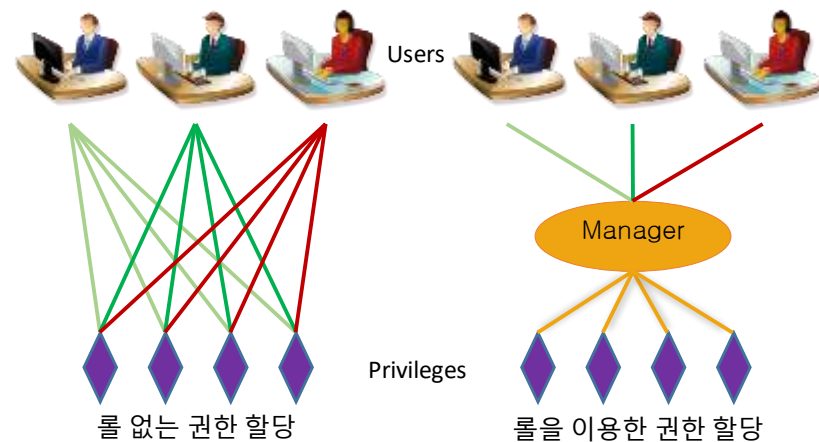 Users
Manager
Privileges
롤 없는 권한 할당
롤을 이용한 권한 할당